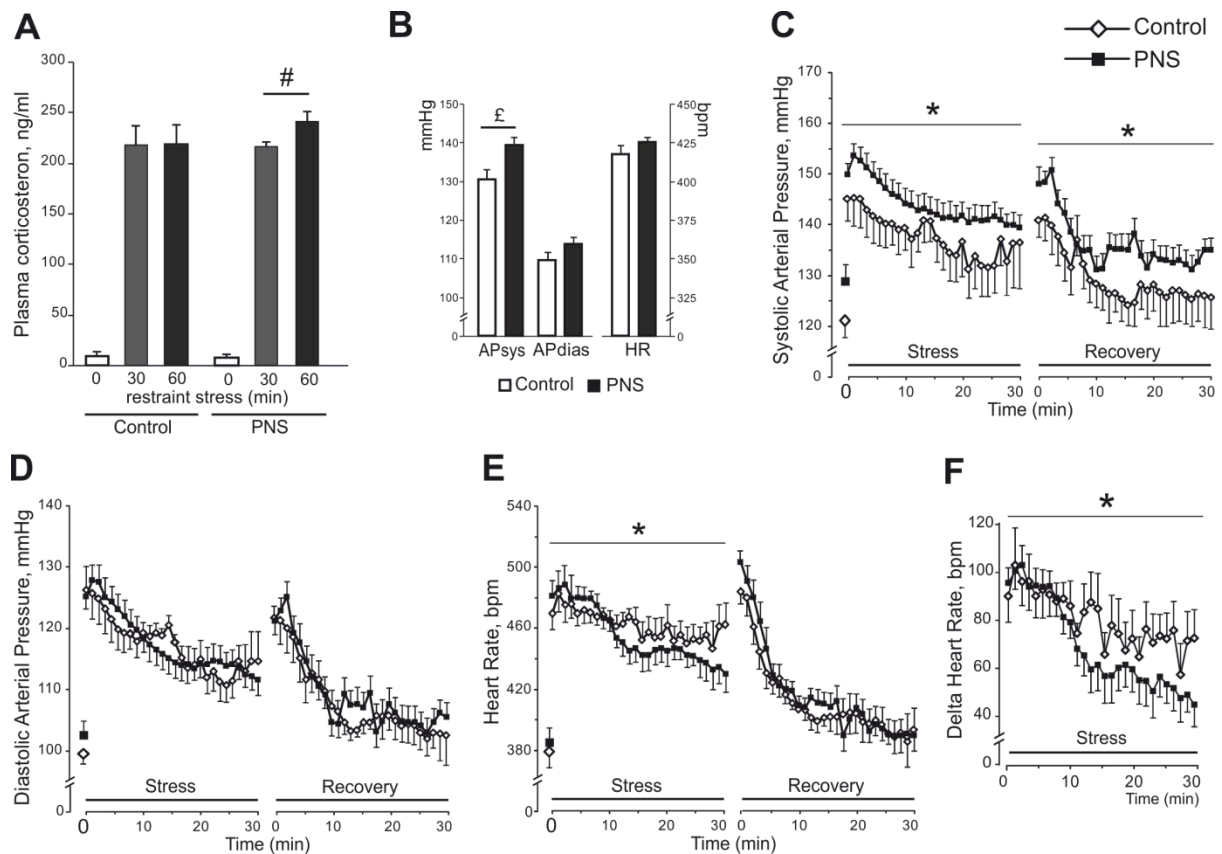 A
Plasma corticosteron, ng/ml
300
250
200
150
100
50
0
#
0 30 60 0 30 60
restraint stress (min)
Control PNS
B
mmHg
bpm
150
140
130
120
110
100
0
450
425
400
375
350
325
0
£
APsys APdias HR
Control PNS
C
Control
PNS
Systolic Arterial Pressure, mmHg
170
160
150
140
130
120
0
*
*
Stress Recovery
0 10 20 30 0 10 20 30
Time (min)
D
Diastolic Arterial Pressure, mmHg
140
130
120
110
100
0
Stress Recovery
0 10 20 30 0 10 20 30
Time (min)
E
Heart Rate, bpm
540
500
460
420
380
0
*
Stress Recovery
0 10 20 30 0 10 20 30
Time (min)
F
Delta Heart Rate, bpm
120
100
80
60
40
0
*
Stress
0 10 20 30
Time (min)